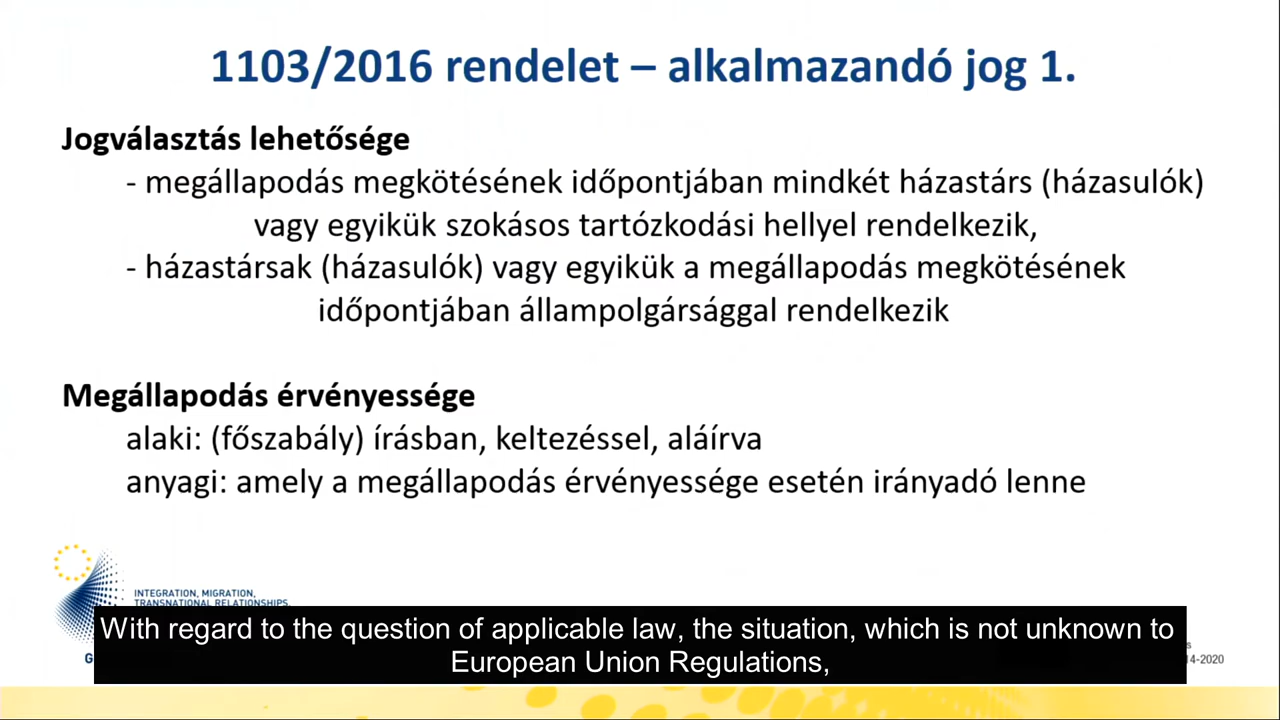 1103/2016 rendelet – alkalmazandó jog 1.
Jogválasztás lehetősége
- megállapodás megkötésének időpontjában mindkét házastárs (házasulók)
vagy egyikük szokásos tartózkodási hellyel rendelkezik,
- házastársak (házasulók) vagy egyikük a megállapodás megkötésének
időpontjában állampolgársággal rendelkezik
Megállapodás érvényessége
alaki: (főszabály) írásban, keltezéssel, aláírva
anyagi: amely a megállapodás érvényessége esetén irányadó lenne
INTEGRATION, MIGRATION,
TRANSNATIONAL RELATIONSHIPS.
With regard to the question of applicable law, the situation, which is not unknown to
European Union Regulations,
14-2020